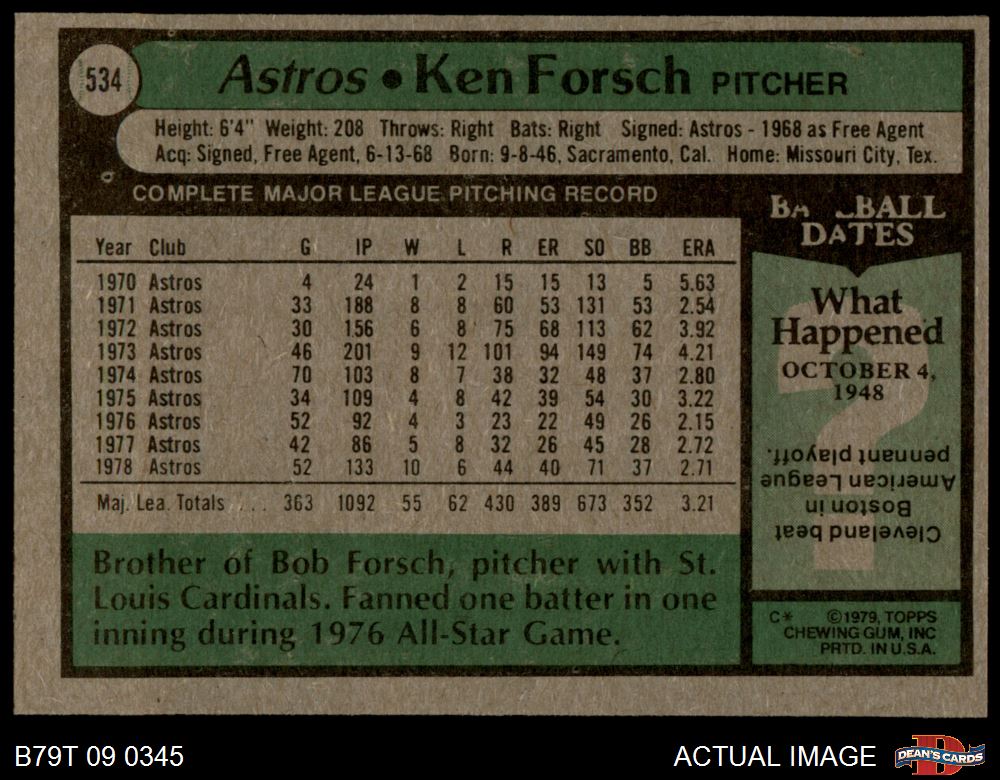 534
Astros • Ken Forsch PITCHER
Height: 6'4" Weight: 208 Throws: Right Bats: Right Signed: Astros - 1968 as Free Agent
Acq: Signed, Free Agent, 6-13-68 Born: 9-8-46, Sacramento, Cal. Home: Missouri City, Tex.
COMPLETE MAJOR LEAGUE PITCHING RECORD
Year Club G IP W L R ER SO BB ERA
1970 Astros 4 24 1 2 15 15 13 5 5.63
1971 Astros 33 188 8 8 60 53 131 53 2.54
1972 Astros 30 156 6 8 75 68 113 62 3.92
1973 Astros 46 201 9 12 101 94 149 74 4.21
1974 Astros 70 103 8 7 38 32 48 37 2.80
1975 Astros 34 109 4 8 42 39 54 30 3.22
1976 Astros 52 92 4 3 23 22 49 26 2.15
1977 Astros 42 86 5 8 32 26 45 28 2.72
1978 Astros 52 133 10 6 44 40 71 37 2.71
Maj. Lea. Totals . . . 363 1092 55 62 430 389 673 352 3.21
Brother of Bob Forsch, pitcher with St.
Louis Cardinals. Fanned one batter in one
inning during 1976 All-Star Game.
BASEBALL
DATES
What
Happened
OCTOBER 4,
1948
?
Cleveland beat
Boston in
American League
pennant playoff.
C* ©1979, TOPPS
CHEWING GUM, INC
PRTD. IN U.S.A.
B79T 09 0345
ACTUAL IMAGE
D
DEAN'S CARDS